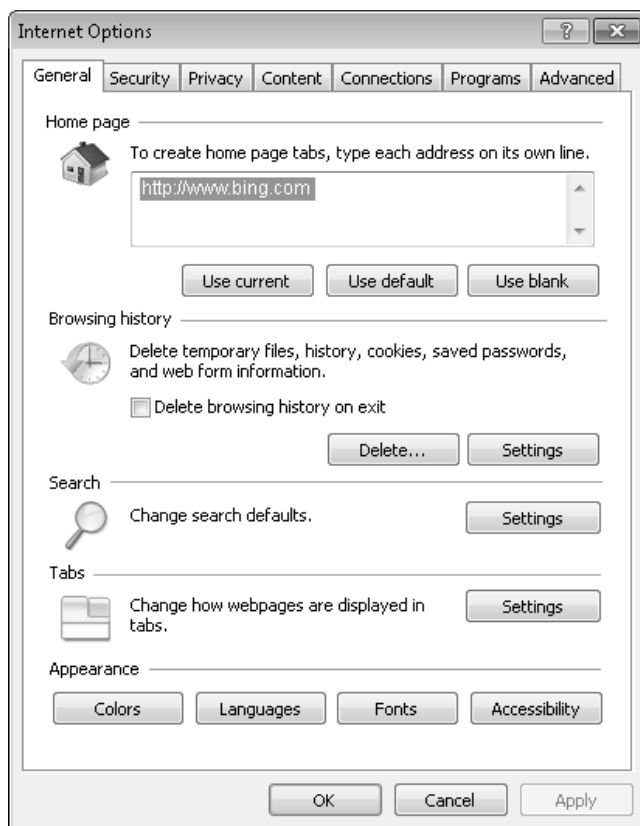 Internet Options
General Security Privacy Content Connections Programs Advanced
Home page
To create home page tabs, type each address on its own line.
http://www.bing.com
Use current Use default Use blank
Browsing history
Delete temporary files, history, cookies, saved passwords,
and web form information.
Delete browsing history on exit
Delete... Settings
Search
Change search defaults. Settings
Tabs
Change how webpages are displayed in
tabs.
Settings
Appearance
Colors Languages Fonts Accessibility
OK Cancel Apply